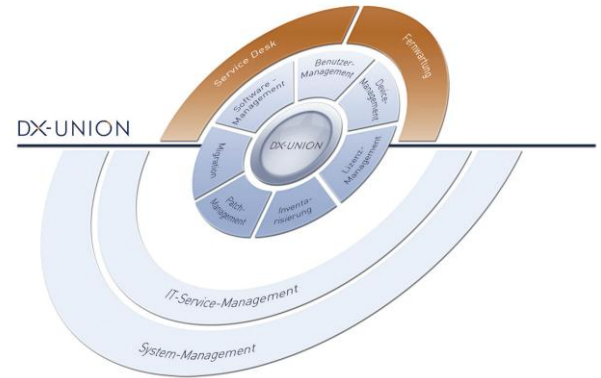 Service Desk
Fernwartung
Benutzer-
Management
Device-
Management
Software-
Management
DX-UNION
DX-UNION
Migration
Lizenz-
Management
Patch-
Management
Inventa-
risierung
IT-Service-Management
System-Management